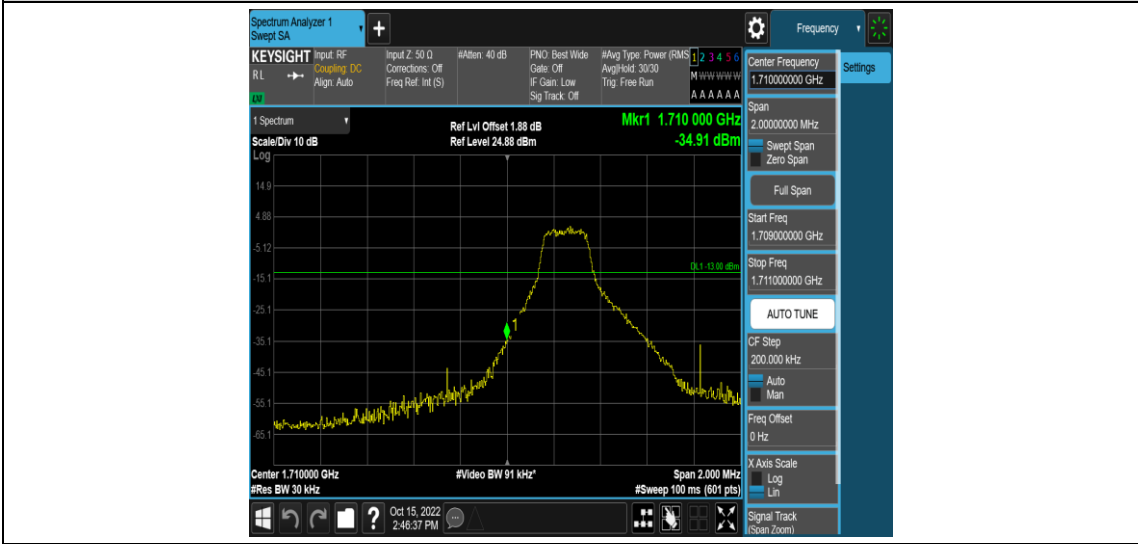 Spectrum Analyzer 1
Swept SA
+
Frequency
KEYSIGHT
RL
LXI
Input: RF
Coupling: DC
Align: Auto
Input Z: 50 Ω
Corrections: Off
Freq Ref: Int (S)
#Atten: 40 dB
PNO: Best Wide
Gate: Off
IF Gain: Low
Sig Track: Off
#Avg Type: Power (RMS
Avg|Hold: 30/30
Trig: Free Run
1 2 3 4 5 6
M W W W W W
A A A A A A
Center Frequency
1.710000000 GHz
Settings
Span
2.00000000 MHz
Swept Span
Zero Span
Full Span
Start Freq
1.709000000 GHz
Stop Freq
1.711000000 GHz
AUTO TUNE
CF Step
200.000 kHz
Auto
Man
Freq Offset
0 Hz
X Axis Scale
Log
Lin
Signal Track
(Span Zoom)
1 Spectrum
Scale/Div 10 dB
Log
Ref Lvl Offset 1.88 dB
Ref Level 24.88 dBm
Mkr1 1.710 000 GHz
-34.91 dBm
14.9
4.88
-5.12
DL1 -13.00 dBm
-15.1
-25.1
1
-35.1
-45.1
-55.1
-65.1
Center 1.710000 GHz
#Video BW 91 kHz*
Span 2.000 MHz
#Res BW 30 kHz
#Sweep 100 ms (601 pts)
?
Oct 15, 2022
2:46:37 PM